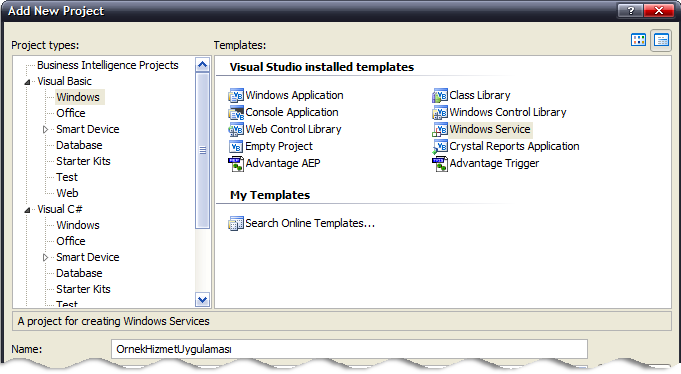 Add New Project
Project types:
Templates:
Business Intelligence Projects
Visual Basic
Windows
Office
Smart Device
Database
Starter Kits
Test
Web
Visual C#
Windows
Office
Smart Device
Database
Starter Kits
Test
Visual Studio installed templates
Windows Application
Class Library
Console Application
Windows Control Library
Web Control Library
Windows Service
Empty Project
Crystal Reports Application
Advantage AEP
Advantage Trigger
My Templates
Search Online Templates...
A project for creating Windows Services
Name:
OrnekHizmetUygulaması